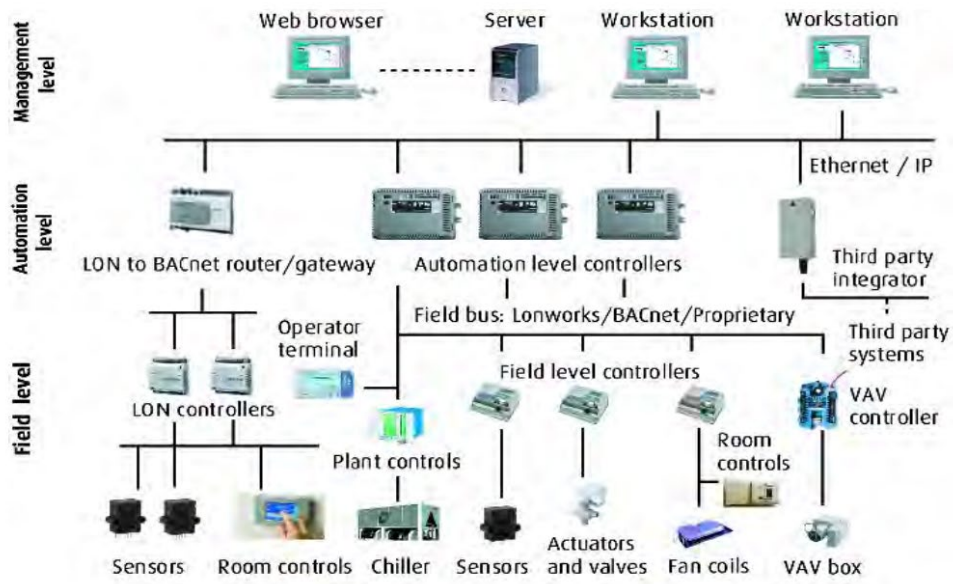 Management
level
Web browser
Server
Workstation
Workstation
Ethernet / IP
Automation
level
LON to BACnet router/gateway
Automation level controllers
Third party
integrator
Field bus: Lonworks/BACnet/Proprietary
Third party
systems
Field level
Operator
terminal
LON controllers
Field level controllers
VAV
controller
Plant controls
Room
controls
Sensors
Room controls
Chiller
Sensors
Actuators
and valves
Fan coils
VAV box